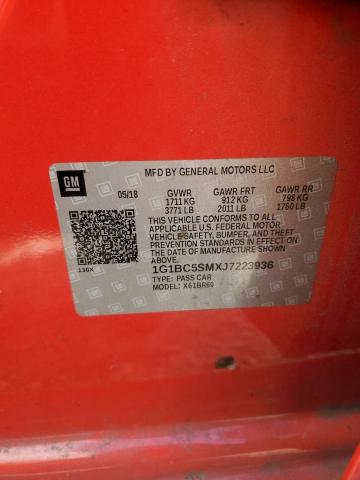 MFD BY GENERAL MOTORS LLC
GM
05/18 GVWR GAWR FRT GAWR RR
1711 KG 912 KG 798 KG
3771 LB 2011 LB 1760 LB
THIS VEHICLE CONFORMS TO ALL
APPLICABLE U.S. FEDERAL MOTOR
VEHICLE SAFETY, BUMPER, AND THEFT
PREVENTION STANDARDS IN EFFECT ON
THE DATE OF MANUFACTURE SHOWN
ABOVE.
1G1BC5SMXJ7223936
TYPE: PASS CAR
MODEL: X61BR69